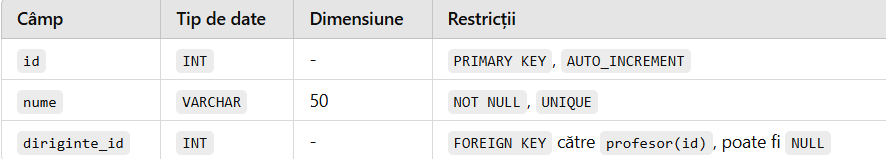 Câmp Tip de date Dimensiune Restricții
id INT - PRIMARY KEY, AUTO_INCREMENT
nume VARCHAR 50 NOT NULL, UNIQUE
diriginte_id INT - FOREIGN KEY către profesor(id), poate fi NULL